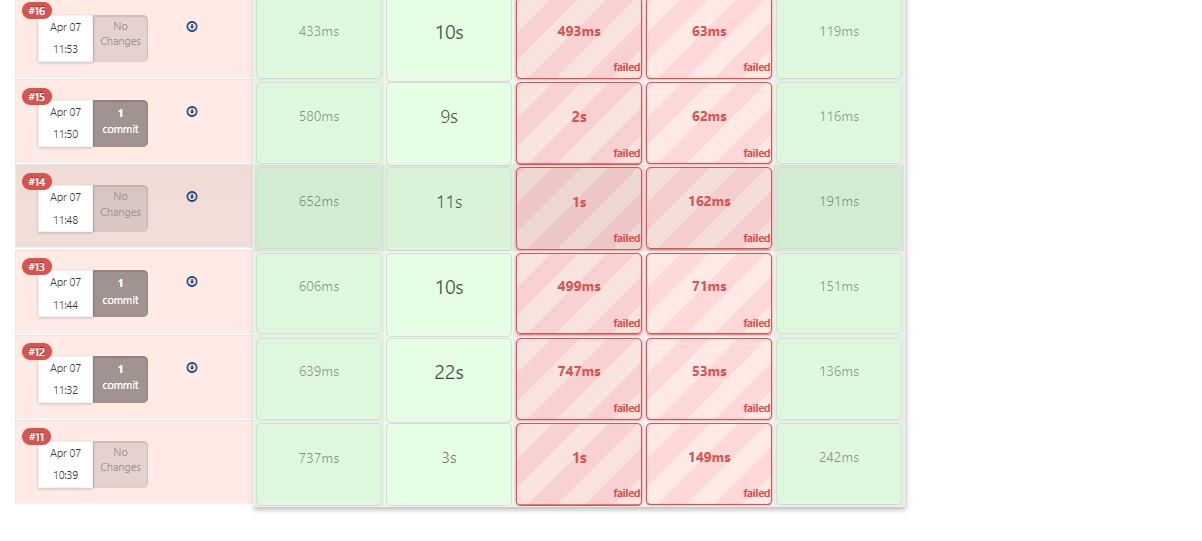 #16
Apr 07
11:53
No
Changes
433ms
10s
493ms
failed
63ms
failed
119ms
#15
Apr 07
11:50
1
commit
580ms
9s
2s
failed
62ms
failed
116ms
#14
Apr 07
11:48
No
Changes
652ms
11s
1s
failed
162ms
failed
191ms
#13
Apr 07
11:44
1
commit
606ms
10s
499ms
failed
71ms
failed
151ms
#12
Apr 07
11:32
1
commit
639ms
22s
747ms
failed
53ms
failed
136ms
#11
Apr 07
10:39
No
Changes
737ms
3s
1s
failed
149ms
failed
242ms